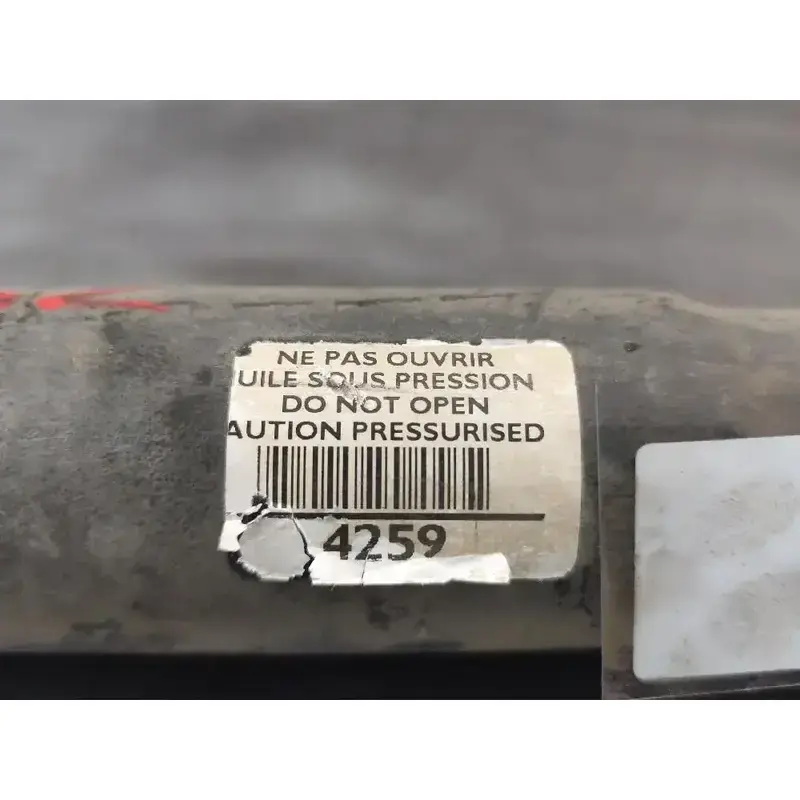 NE PAS OUVRIR
UILE SOUS PRESSION
DO NOT OPEN
AUTION PRESSURISED
4259